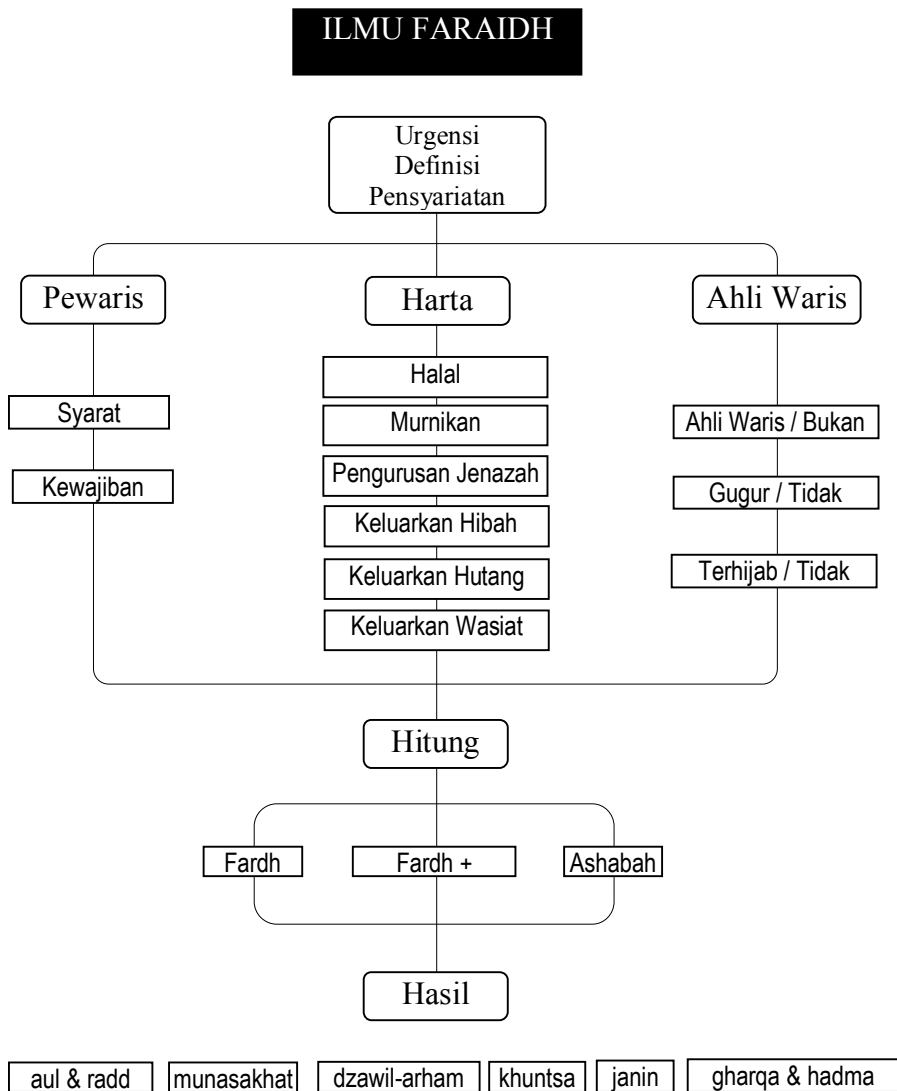 ILMU FARAIDH
Urgensi
Definisi
Pensyariatan
Pewaris
Harta
Ahli Waris
Syarat
Kewajiban
Halal
Murnikan
Pengurusan Jenazah
Keluarkan Hibah
Keluarkan Hutang
Keluarkan Wasiat
Ahli Waris / Bukan
Gugur / Tidak
Terhijab / Tidak
Hitung
Fardh
Fardh +
Ashabah
Hasil
aul & radd
munasakhat
dzawil-arham
khuntsa
janin
gharqa & hadma